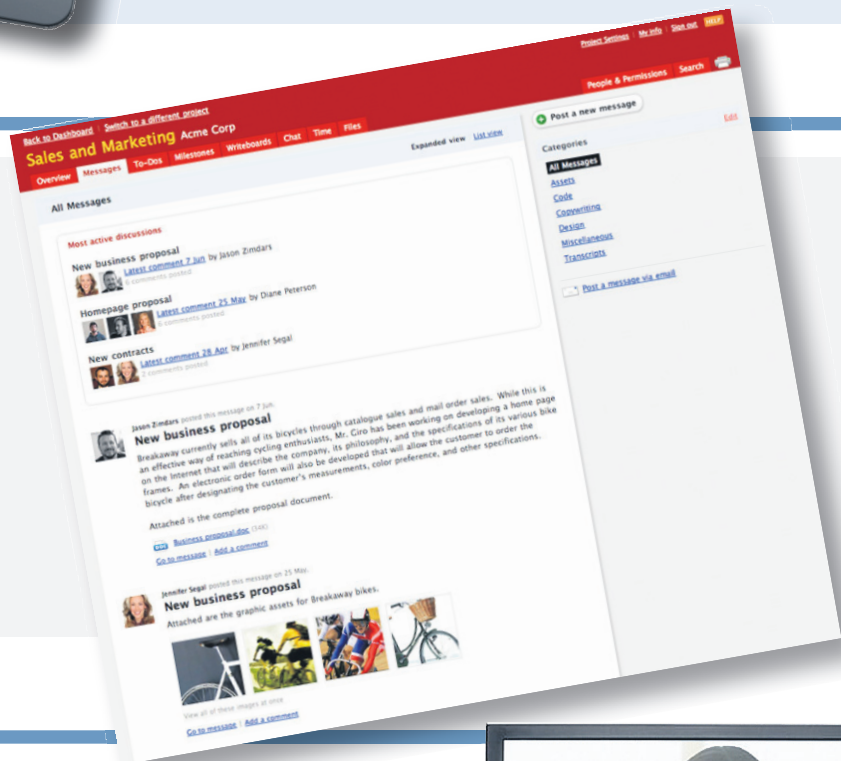 Project Settings | My info | Sign out HELP
Back to Dashboard | Switch to a different project
Sales and Marketing Acme Corp
People & Permissions Search
Overview Messages To-Dos Milestones Writeboards Chat Time Files
All Messages
Expanded view List view
Most active discussions
New business proposal
Latest comment 7 Jun by Jason Zimdars
6 comments posted
Homepage proposal
Latest comment 25 May by Diane Peterson
6 comments posted
New contracts
Latest comment 28 Apr by Jennifer Segal
2 comments posted
Jason Zimdars posted this message on 7 Jun.
New business proposal
Breakaway currently sells all of its bicycles through catalogue sales and mail order sales. While this is
an effective way of reaching cycling enthusiasts, Mr. Ciro has been working on developing a home page
on the Internet that will describe the company, its philosophy, and the specifications of its various bike
frames. An electronic order form will also be developed that will allow the customer to order the
bicycle after designating the customer's measurements, color preference, and other specifications.
Attached is the complete proposal document.
DOC Business proposal.doc (34K)
Go to message | Add a comment
Jennifer Segal posted this message on 25 May.
New business proposal
Attached are the graphic assets for Breakaway bikes.
View all of these images at once
Go to message | Add a comment
Post a new message
Categories
Edit
All Messages
Assets
Code
Copywriting
Design
Miscellaneous
Transcripts
Post a message via email